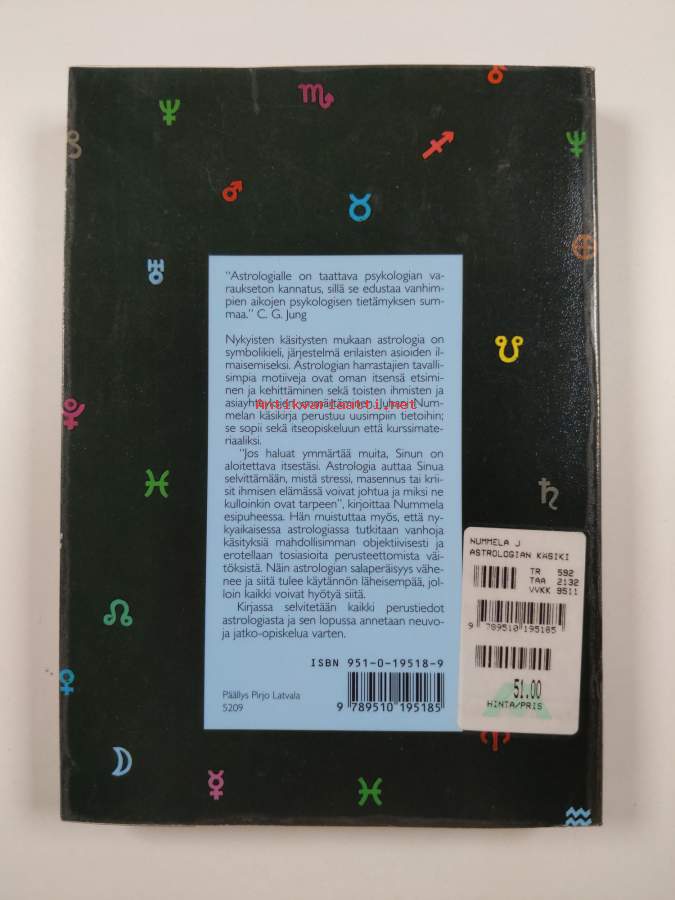 "Astrologialle on taattava psykologian va-
raukseton kannatus, sillä se edustaa vanhim-
pien aikojen psykologisen tietämyksen sum-
maa." C. G. Jung
Nykyisten käsitysten mukaan astrologia on
symbolikieli, järjestelmä erilaisten asioiden il-
maisemiseksi. Astrologian harrastajien tavalli-
simpia motiiveja ovat oman itsensä etsimi-
nen ja kehittäminen sekä toisten ihmisten ja
Juhani Num-
Antikvariaatti.net
melan käsikirja perustuu uusimpiin tietoihin;
se sopii sekä itseopiskeluun että kurssimate-
riaaliksi.
"Jos haluat ymmärtää muita, Sinun on
aloitettava itsestäsi. Astrologia auttaa Sinua
selvittämään, mistä stressi, masennus tai krii-
sit ihmisen elämässä voivat johtua ja miksi ne
kulloinkin ovat tarpeen", kirjoittaa Nummela
esipuheessa. Hän muistuttaa myös, että ny-
kyaikaisessa astrologiassa tutkitaan vanhoja
käsityksiä mahdollisimman objektiivisesti ja
erotellaan tosiasioita perusteettomista väi-
töksistä. Näin astrologian salaperäisyys vähe-
nee ja siitä tulee käytännön läheisempää, jol-
loin kaikki voivat hyötyä siitä.
Kirjassa selvitetään kaikki perustiedot
astrologiasta ja sen lopussa annetaan neuvo-
ja jatko-opiskelua varten.
ISBN 951-0-19518-9
9 789510 195185
Päällys Pirjo Latvala
5209
NUMMELA J
ASTROLOGIAN KÄSIKI
TR 592
TAA 2132
VVKK 9511
9 789510 195185
51.00
HINTA/PRIS